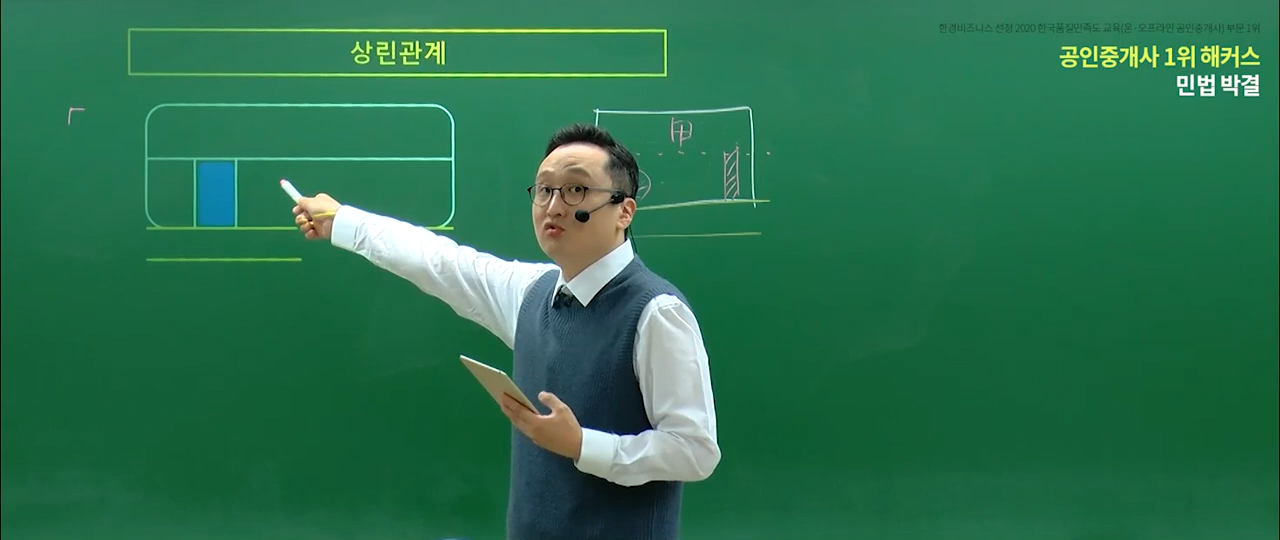 한경비즈니스 선정 2020 한국품질만족도 교육(온·오프라인 공인중개사) 부문 1위
상린관계
공인중개사 1위 해커스
민법 박결